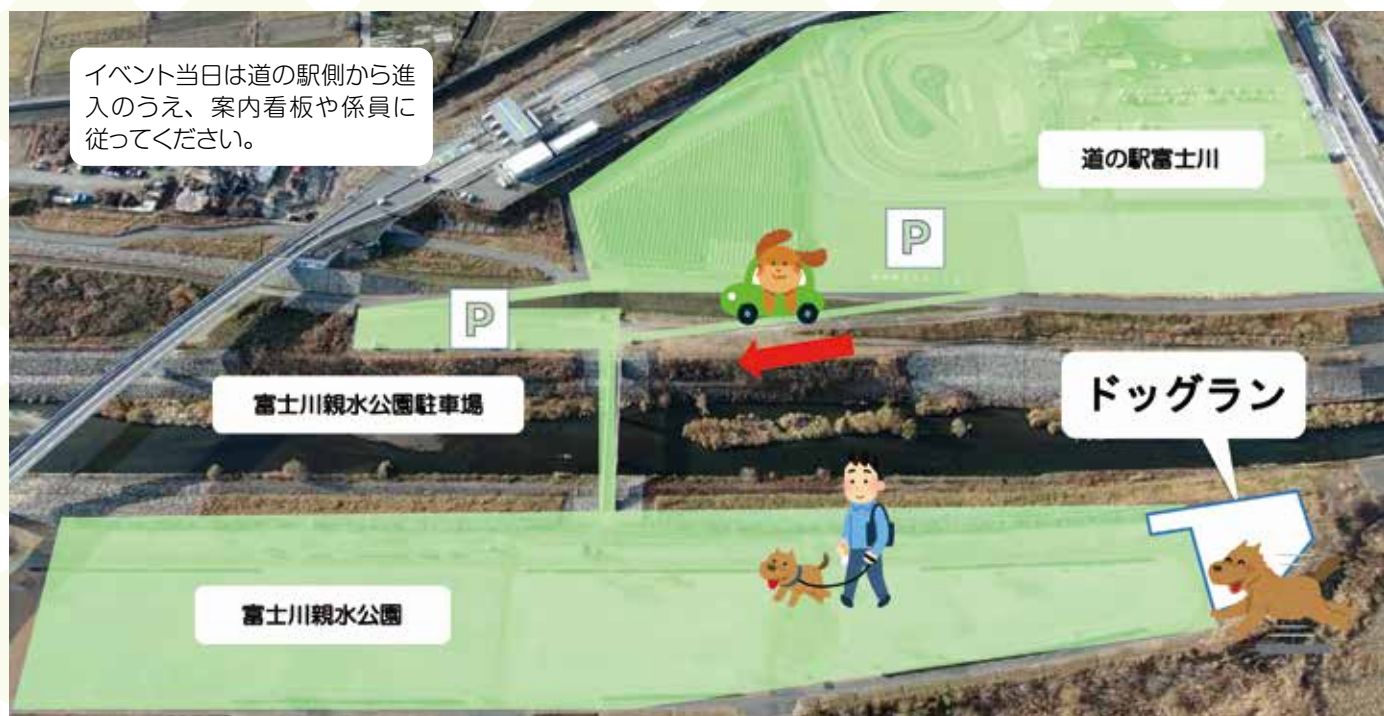 イベント当日は道の駅側から進
入のうえ、案内看板や係員に
従ってください。
道の駅富士川
P
P
富士川親水公園駐車場
ドッグラン
富士川親水公園